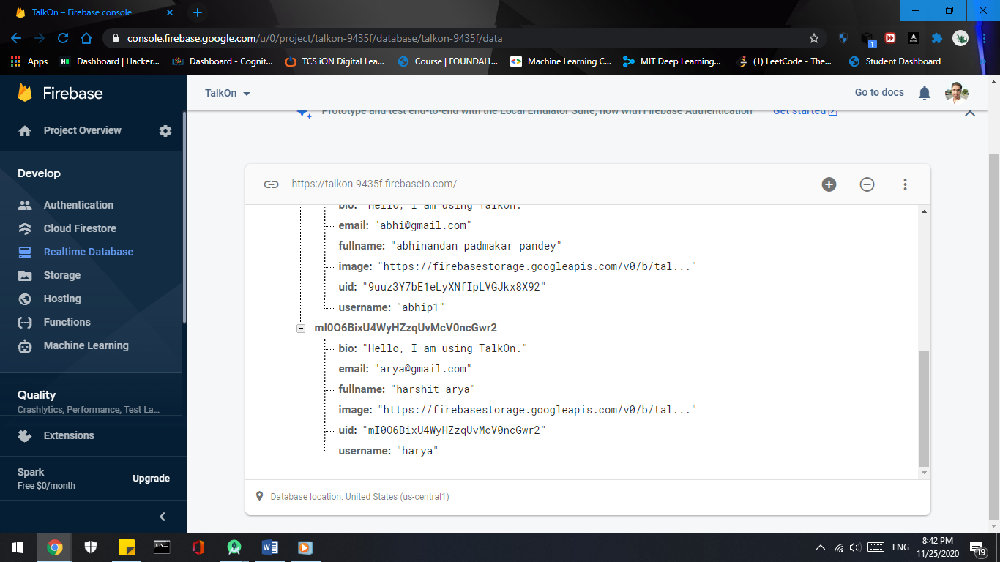 TalkOn – Firebase console
console.firebase.google.com/u/0/project/talkon-9435f/database/talkon-9435f/data
1
Apps
H
Dashboard | Hacker...
Dashboard - Cognit...
TCS iON Digital Lea...
Course | FOUNDAI1...
Machine Learning C...
MIT Deep Learning...
(1) LeetCode - The...
Student Dashboard
Firebase
TalkOn
Go to docs
Prototype and test end-to-end with the Local Emulator Suite, now with Firebase Authentication
Get started
Project Overview
Develop
Authentication
Cloud Firestore
Realtime Database
Storage
Hosting
Functions
Machine Learning
Quality
Crashlytics, Performance, Test La...
Extensions
Spark
Free $0/month
Upgrade
https://talkon-9435f.firebaseio.com/
bio: "Hello, I am using TalkOn."
email: "abhi@gmail.com"
fullname: "abhinandan padmakar pandey"
image: "https://firebasestorage.googleapis.com/v0/b/tal..."
uid: "9uuz3Y7bE1eLyXNfIpLVGJkx8X92"
username: "abhip1"
mI0O6BixU4WyHZzqUvMcV0ncGwr2
bio: "Hello, I am using TalkOn."
email: "arya@gmail.com"
fullname: "harshit arya"
image: "https://firebasestorage.googleapis.com/v0/b/tal..."
uid: "mI0O6BixU4WyHZzqUvMcV0ncGwr2"
username: "harya"
Database location: United States (us-central1)
ENG
8:42 PM
11/25/2020
19